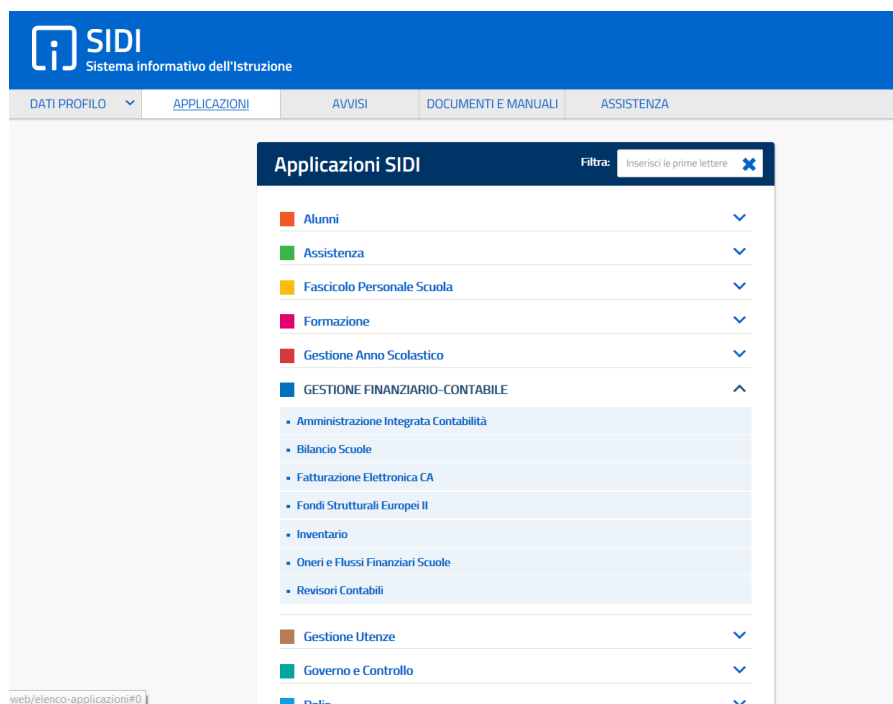 SIDI
Sistema informativo dell'Istruzione
DATI PROFILO APPLICAZIONI AVVISI DOCUMENTI E MANUALI ASSISTENZA
Applicazioni SIDI Filtra: Inserisci le prime lettere
Alunni
Assistenza
Fascicolo Personale Scuola
Formazione
Gestione Anno Scolastico
GESTIONE FINANZIARIO-CONTABILE
Amministrazione Integrata Contabilità
Bilancio Scuole
Fatturazione Elettronica CA
Fondi Strutturali Europei II
Inventario
Oneri e Flussi Finanziari Scuole
Revisori Contabili
Gestione Utenze
Governo e Controllo
web/elenco-applicazioni#0